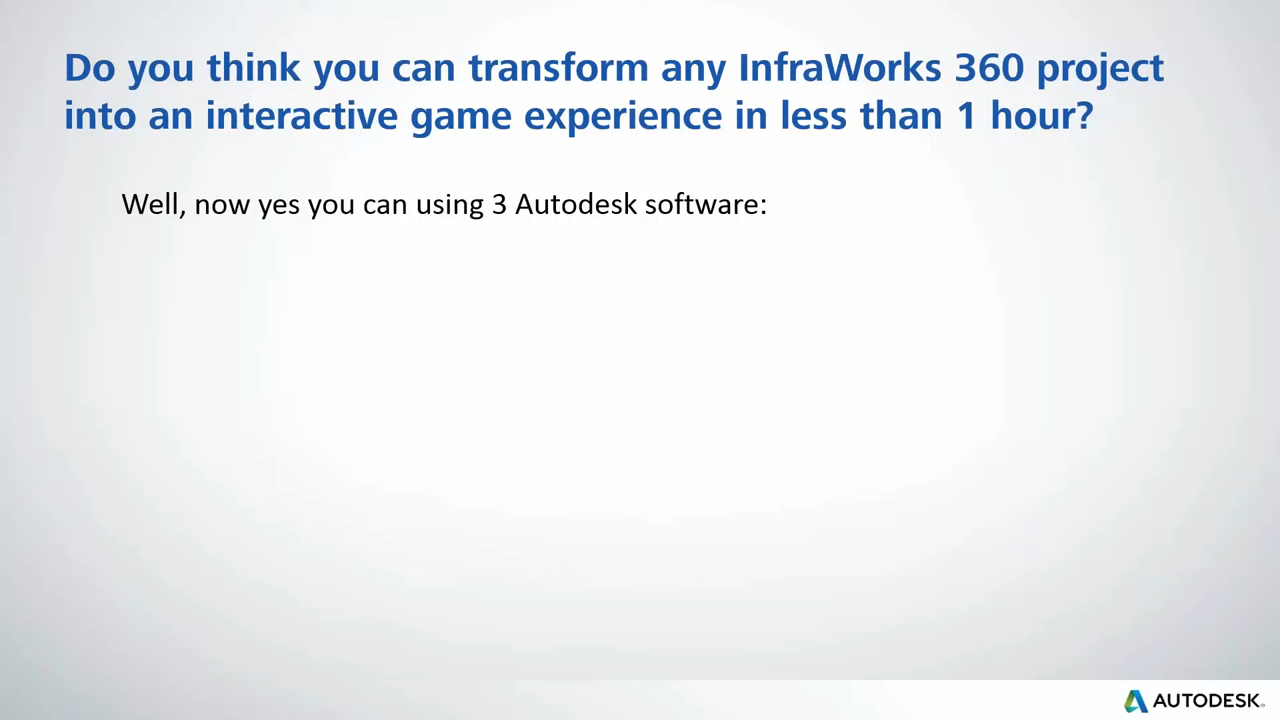 Do you think you can transform any InfraWorks 360 project
into an interactive game experience in less than 1 hour?
Well, now yes you can using 3 Autodesk software:
AUTODESK®